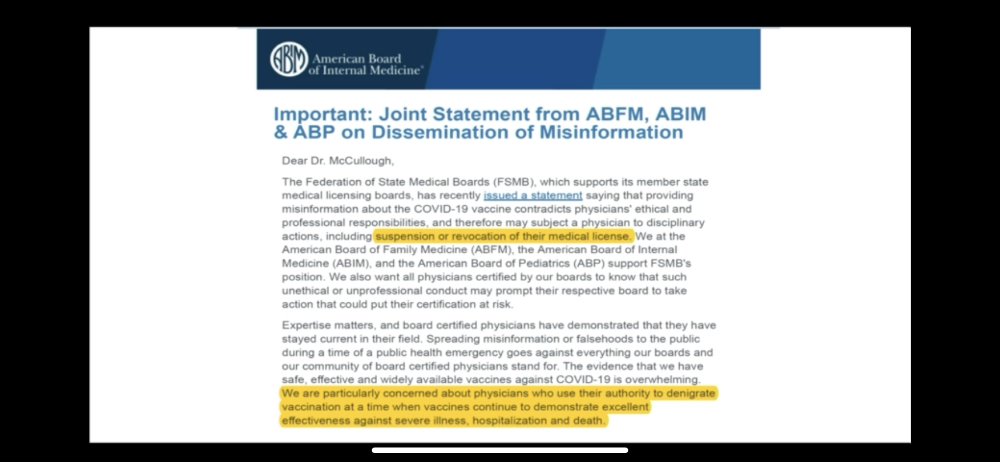 ABIM
American Board
of Internal Medicine®
Important: Joint Statement from ABFM, ABIM
& ABP on Dissemination of Misinformation
Dear Dr. McCullough,
The Federation of State Medical Boards (FSMB), which supports its member state
medical licensing boards, has recently issued a statement saying that providing
misinformation about the COVID-19 vaccine contradicts physicians' ethical and
professional responsibilities, and therefore may subject a physician to disciplinary
actions, including suspension or revocation of their medical license. We at the
American Board of Family Medicine (ABFM), the American Board of Internal
Medicine (ABIM), and the American Board of Pediatrics (ABP) support FSMB's
position. We also want all physicians certified by our boards to know that such
unethical or unprofessional conduct may prompt their respective board to take
action that could put their certification at risk.
Expertise matters, and board certified physicians have demonstrated that they have
stayed current in their field. Spreading misinformation or falsehoods to the public
during a time of a public health emergency goes against everything our boards and
our community of board certified physicians stand for. The evidence that we have
safe, effective and widely available vaccines against COVID-19 is overwhelming.
We are particularly concerned about physicians who use their authority to denigrate
vaccination at a time when vaccines continue to demonstrate excellent
effectiveness against severe illness, hospitalization and death.